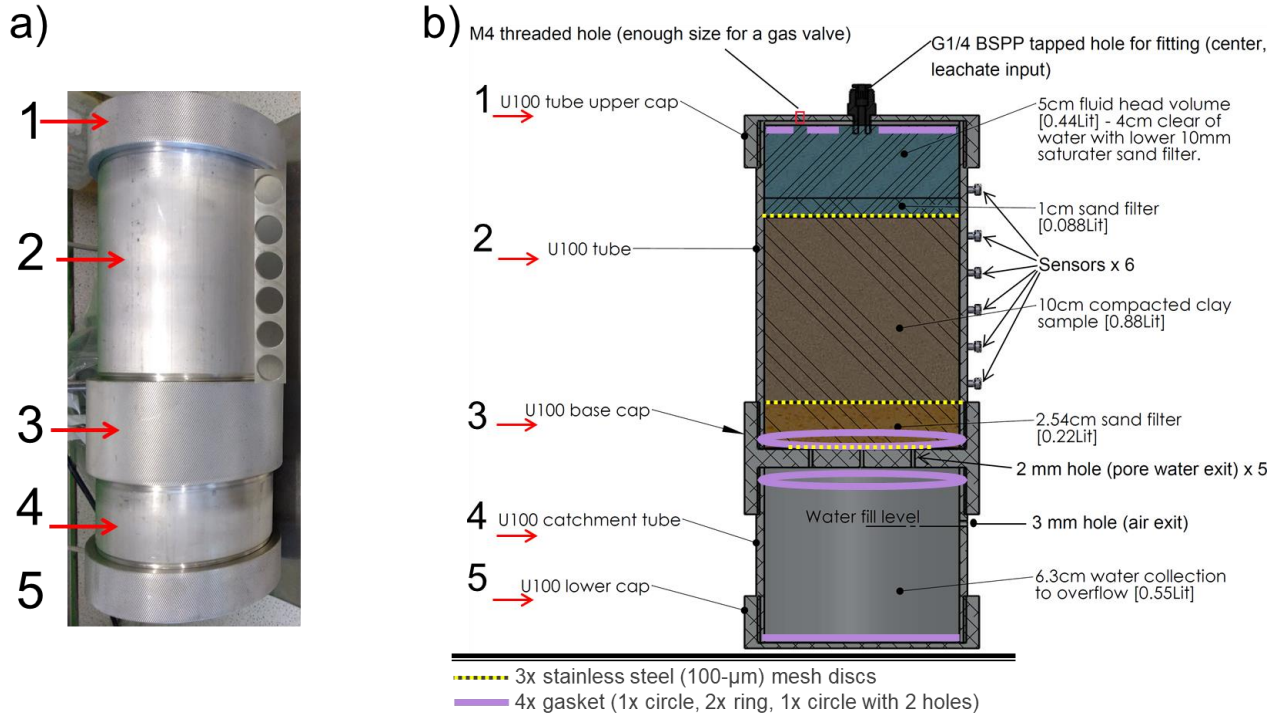 a)
1
2
3
4
5
b)
M4 threaded hole (enough size for a gas valve)
G1/4 BSPP tapped hole for fitting (center,
leachate input)
1
U100 tube upper cap
5cm fluid head volume
[0.44Lit] - 4cm clear of
water with lower 10mm
saturater sand filter.
1cm sand filter
[0.088Lit]
2
U100 tube
Sensors x 6
10cm compacted clay
sample [0.88Lit]
3
U100 base cap
2.54cm sand filter
[0.22Lit]
2 mm hole (pore water exit) x 5
4
U100 catchment tube
Water fill level
3 mm hole (air exit)
5
U100 lower cap
6.3cm water collection
to overflow [0.55Lit]
3x stainless steel (100-µm) mesh discs
4x gasket (1x circle, 2x ring, 1x circle with 2 holes)